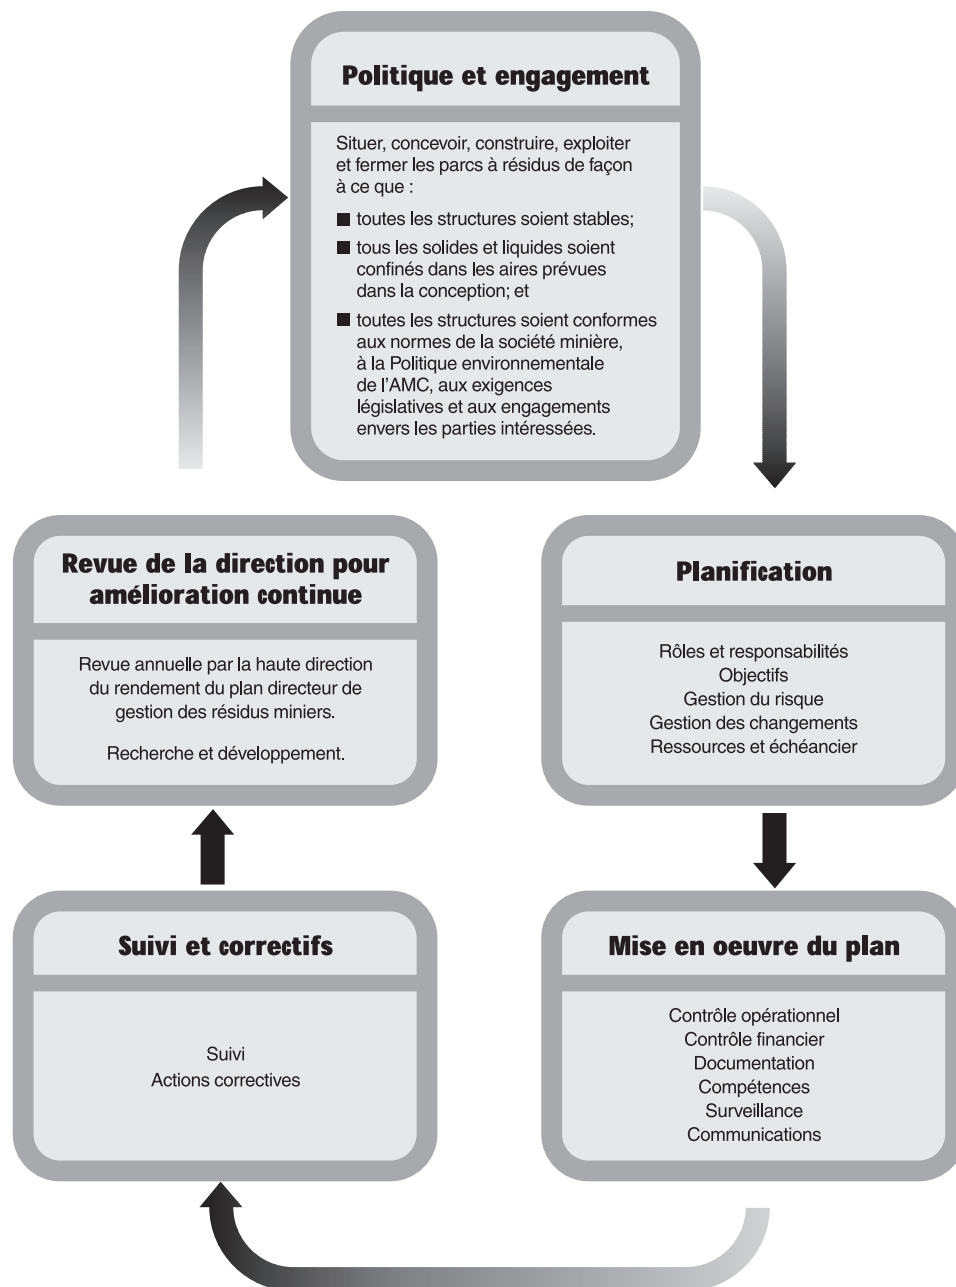 Politique et engagement
Situer, concevoir, construire, exploiter
et fermer les parcs à résidus de façon
à ce que :
■ toutes les structures soient stables;
■ tous les solides et liquides soient
confinés dans les aires prévues
dans la conception; et
■ toutes les structures soient conformes
aux normes de la société minière,
à la Politique environnementale
de l'AMC, aux exigences
législatives et aux engagements
envers les parties intéressées.
Planification
Rôles et responsabilités
Objectifs
Gestion du risque
Gestion des changements
Ressources et échéancier
Mise en oeuvre du plan
Contrôle opérationnel
Contrôle financier
Documentation
Compétences
Surveillance
Communications
Suivi et correctifs
Suivi
Actions correctives
Revue de la direction pour
amélioration continue
Revue annuelle par la haute direction
du rendement du plan directeur de
gestion des résidus miniers.
Recherche et développement.